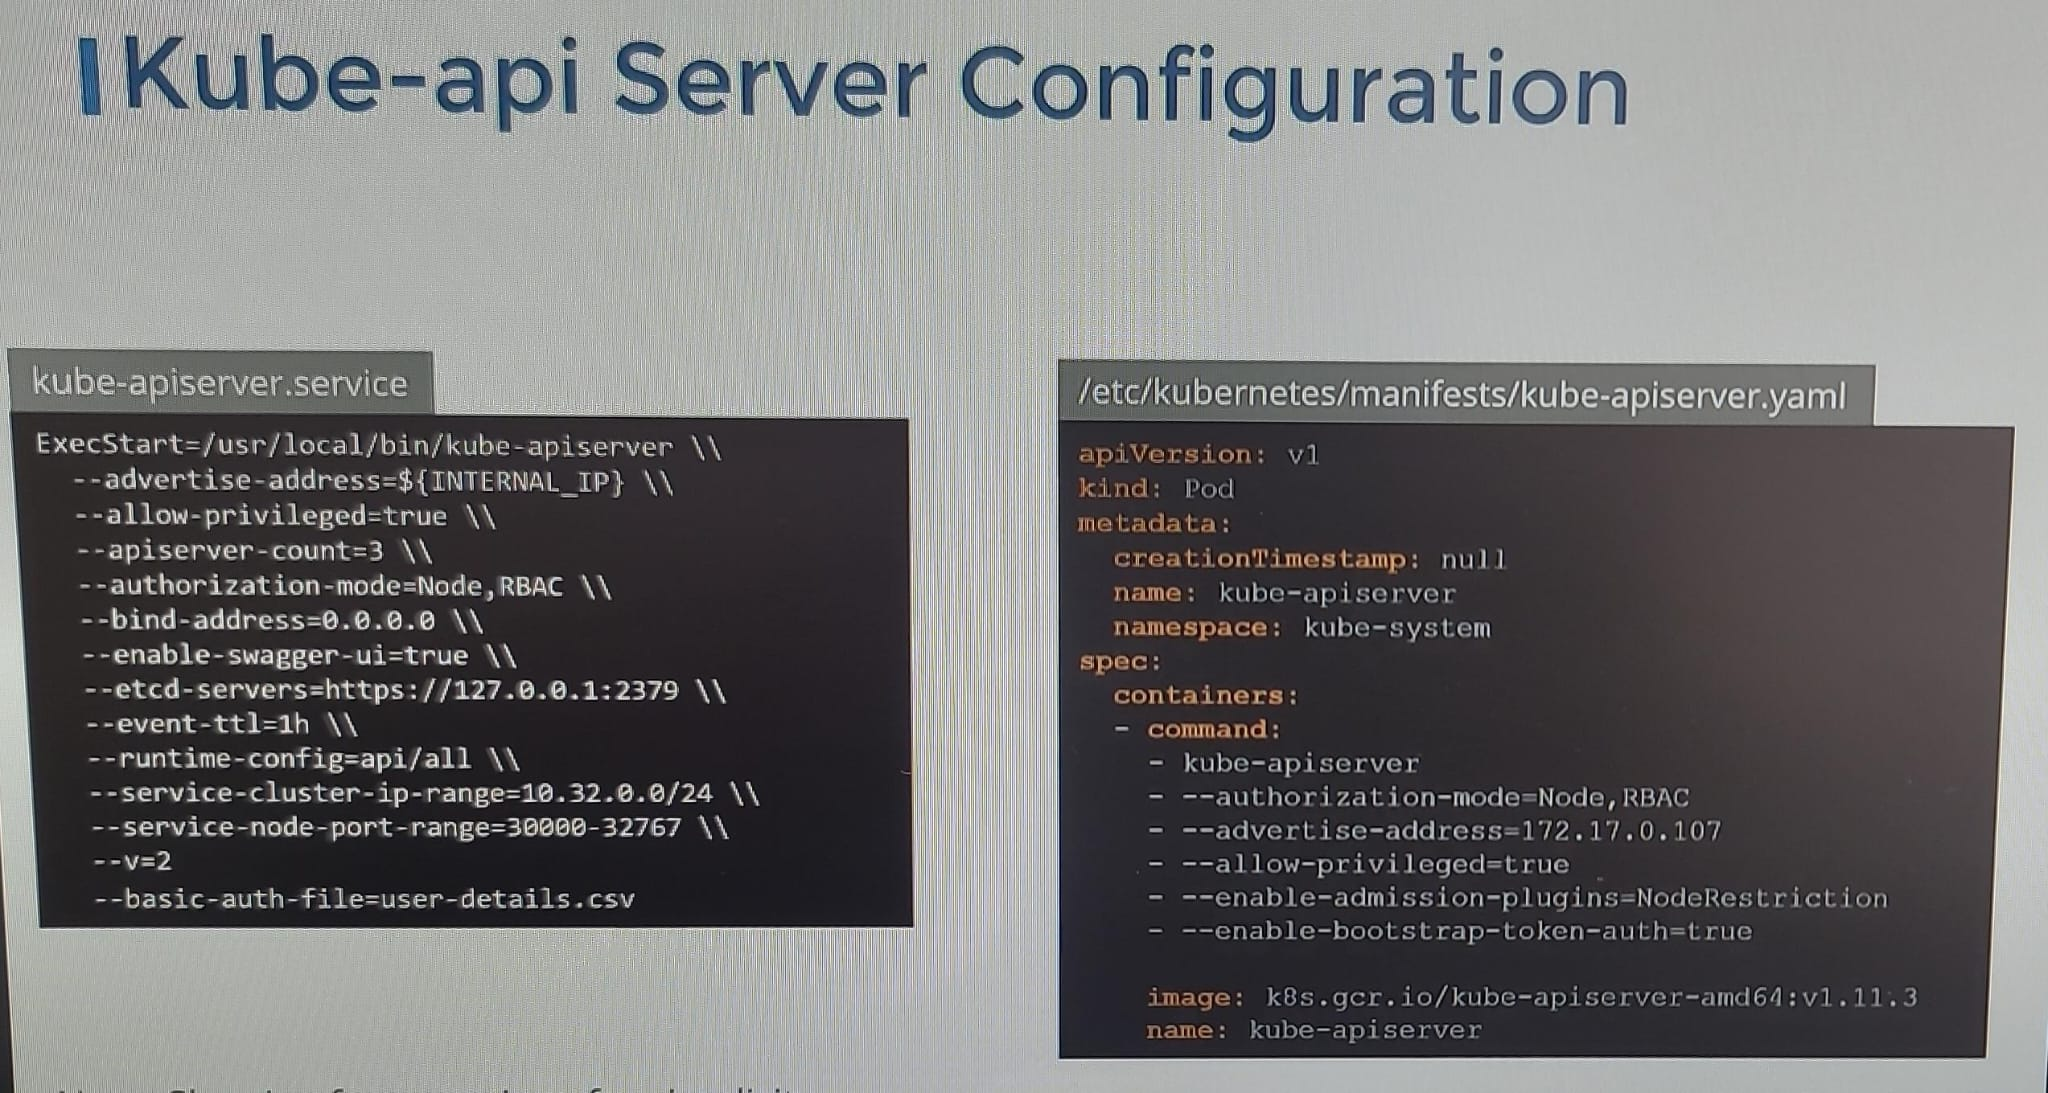 Kube-api Server Configuration
kube-apiserver.service
ExecStart=/usr/local/bin/kube-apiserver \\
--advertise-address=${INTERNAL_IP} \\
--allow-privileged=true \\
--apiserver-count=3 \\
--authorization-mode=Node,RBAC \\
--bind-address=0.0.0.0 \\
--enable-swagger-ui=true \\
--etcd-servers=https://127.0.0.1:2379 \\
--event-ttl=1h \\
--runtime-config=api/all \\
--service-cluster-ip-range=10.32.0.0/24 \\
--service-node-port-range=30000-32767 \\
--v=2
--basic-auth-file=user-details.csv
/etc/kubernetes/manifests/kube-apiserver.yaml
apiVersion: v1
kind: Pod
metadata:
  creationTimestamp: null
  name: kube-apiserver
  namespace: kube-system
spec:
  containers:
  - command:
    - kube-apiserver
    - --authorization-mode=Node,RBAC
    - --advertise-address=172.17.0.107
    - --allow-privileged=true
    - --enable-admission-plugins=NodeRestriction
    - --enable-bootstrap-token-auth=true
    image: k8s.gcr.io/kube-apiserver-amd64:v1.11.3
    name: kube-apiserver